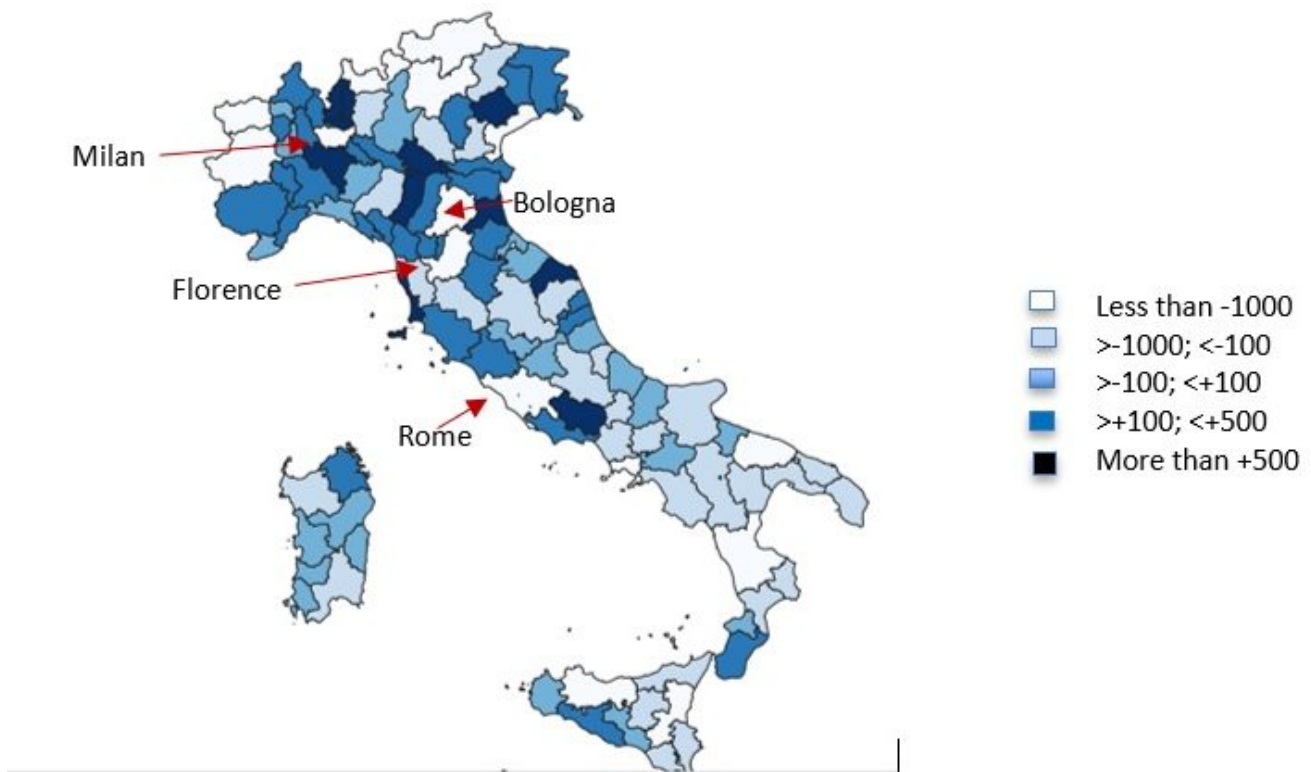 Milan
Bologna
Florence
Rome
Less than -1000
>-1000; <-100
>-100; <+100
>+100; <+500
More than +500